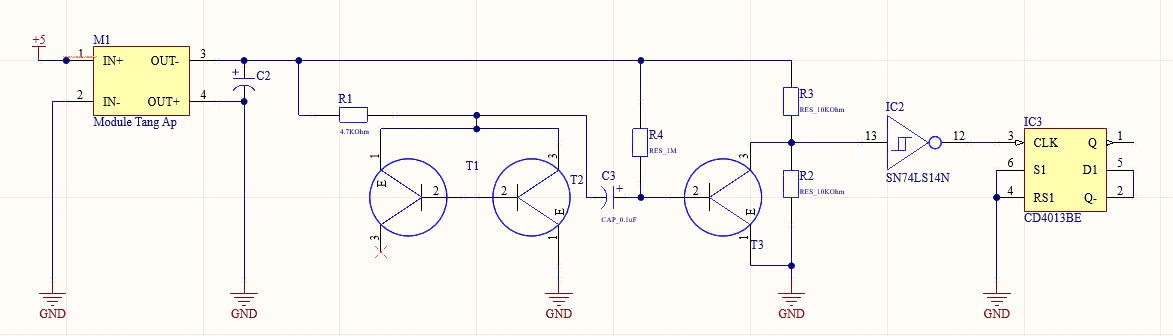 +5
M1
1 IN+ OUT- 3
2 IN- OUT+ 4
Module Tang Ap
C2
R1
4.7KOhm
R4
RES_1M
R3
RES_10KOhm
R2
RES_10KOhm
1
E
2
3
T1
3
2
E
1
T2
C3
CAP_0.1uF
3
2
E
1
T3
IC2
13
12
SN74LS14N
IC3
3 CLK Q 1
6 S1 D1 5
4 RS1 Q- 2
CD4013BE
GND
GND
GND
GND
GND